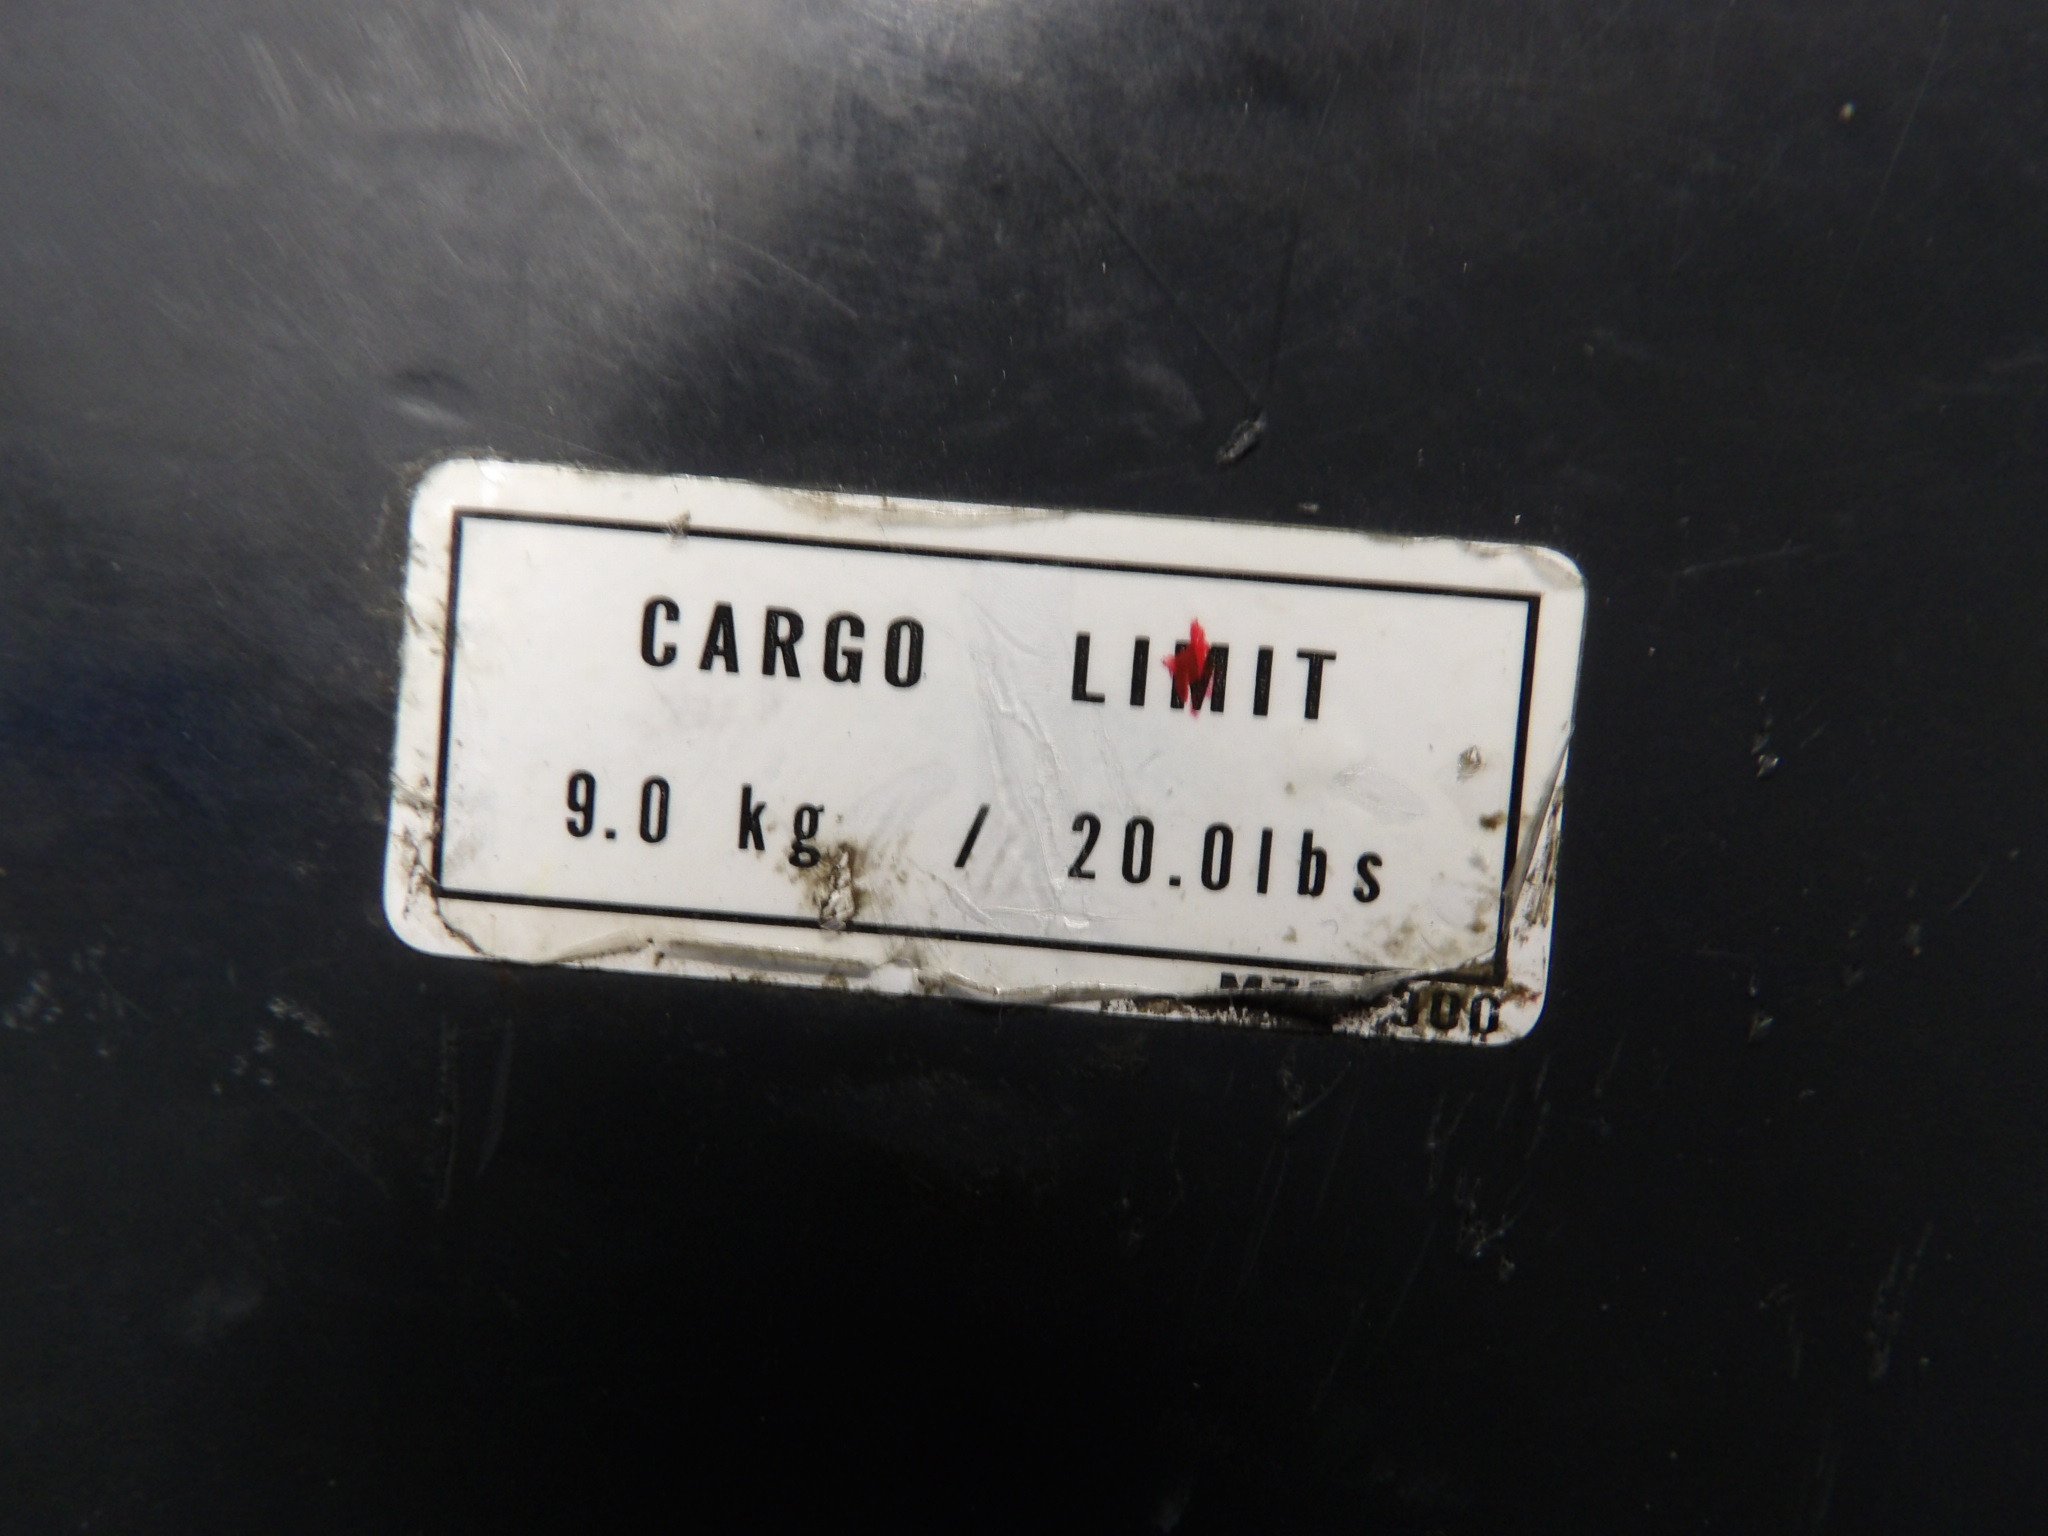 CARGO LIMIT
9.0 kg / 20.0lbs